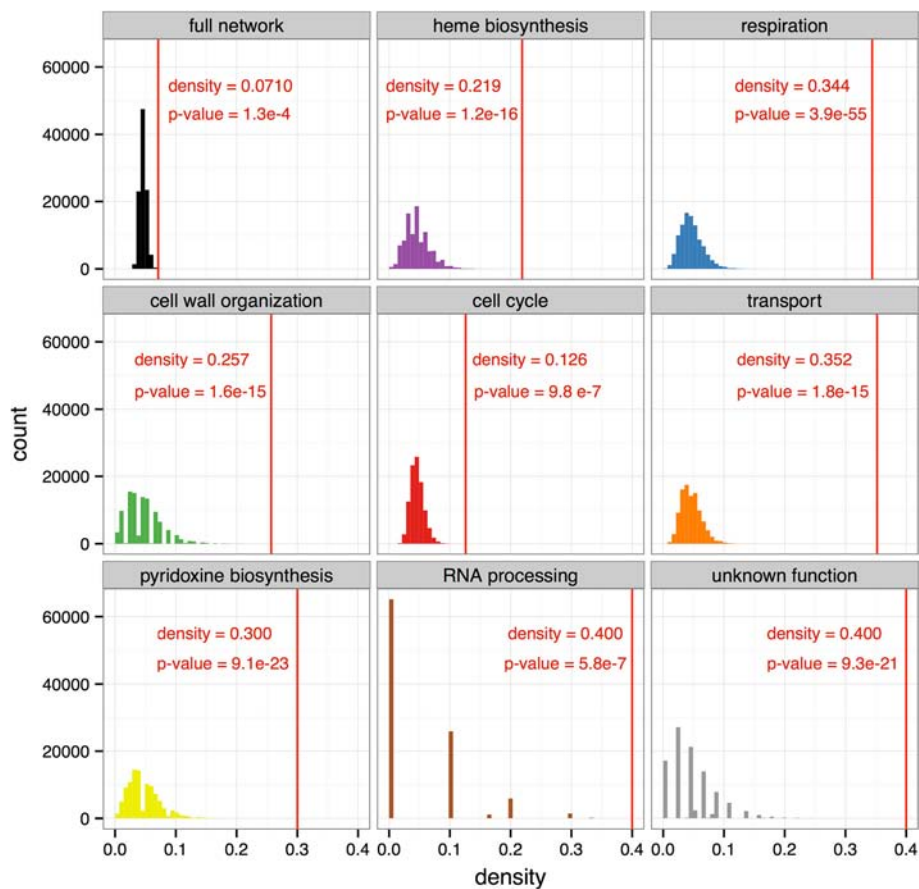 full network
heme biosynthesis
respiration
60000
40000
20000
0
density = 0.0710
p-value = 1.3e-4
density = 0.219
p-value = 1.2e-16
density = 0.344
p-value = 3.9e-55
cell wall organization
cell cycle
transport
count
60000
40000
20000
0
density = 0.257
p-value = 1.6e-15
density = 0.126
p-value = 9.8 e-7
density = 0.352
p-value = 1.8e-15
pyridoxine biosynthesis
RNA processing
unknown function
60000
40000
20000
0
density = 0.300
p-value = 9.1e-23
density = 0.400
p-value = 5.8e-7
density = 0.400
p-value = 9.3e-21
0.0 0.1 0.2 0.3 0.4
0.0 0.1 0.2 0.3 0.4
0.0 0.1 0.2 0.3 0.4
density